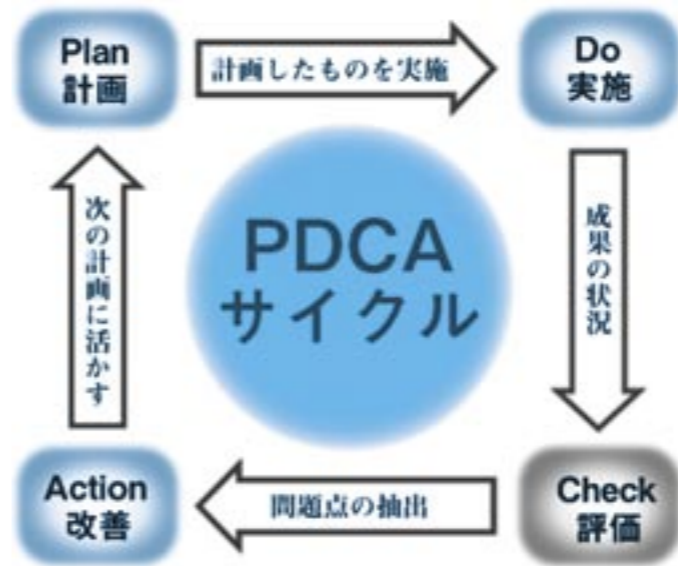 Plan
計画
計画したものを実施
Do
実施
成果の状況
Check
評価
問題点の抽出
Action
改善
次の計画に活かす
PDCA
サイクル